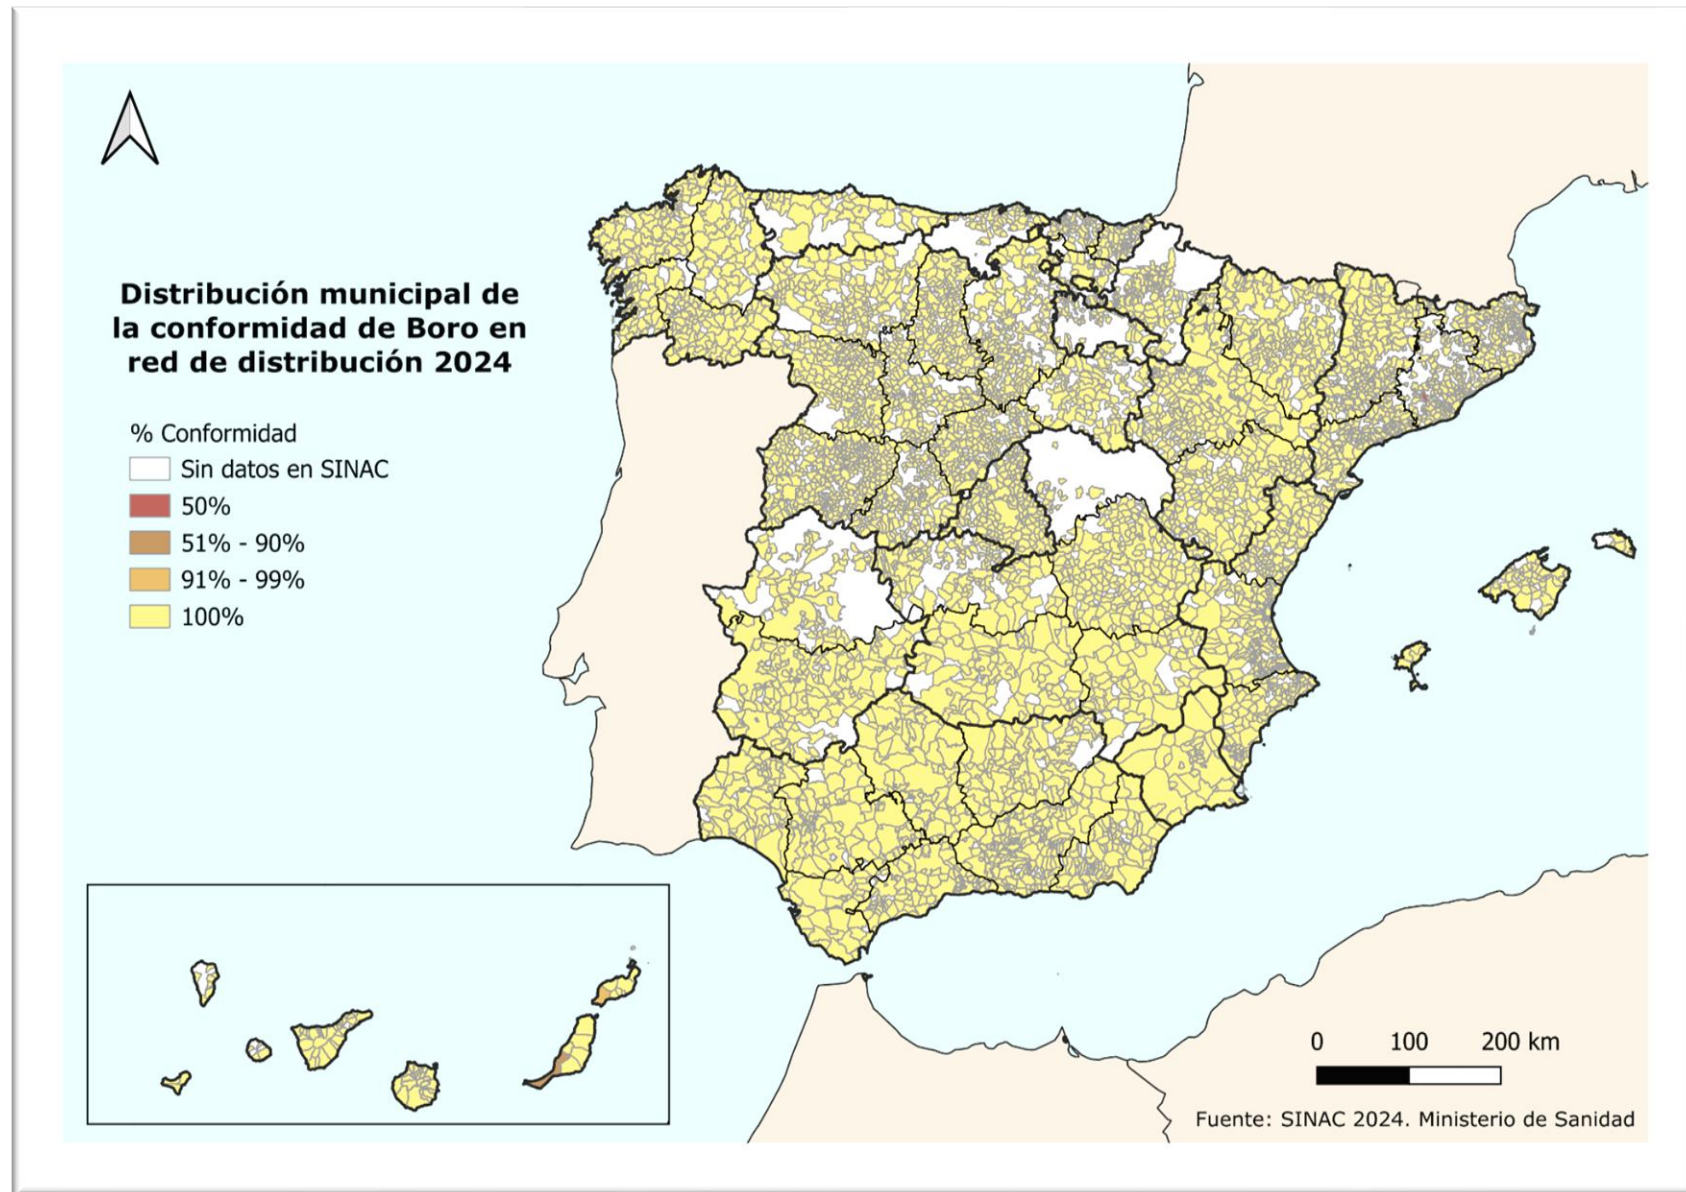 Distribución municipal de
la conformidad de Boro en
red de distribución 2024
% Conformidad
Sin datos en SINAC
50%
51% - 90%
91% - 99%
100%
0 100 200 km
Fuente: SINAC 2024. Ministerio de Sanidad